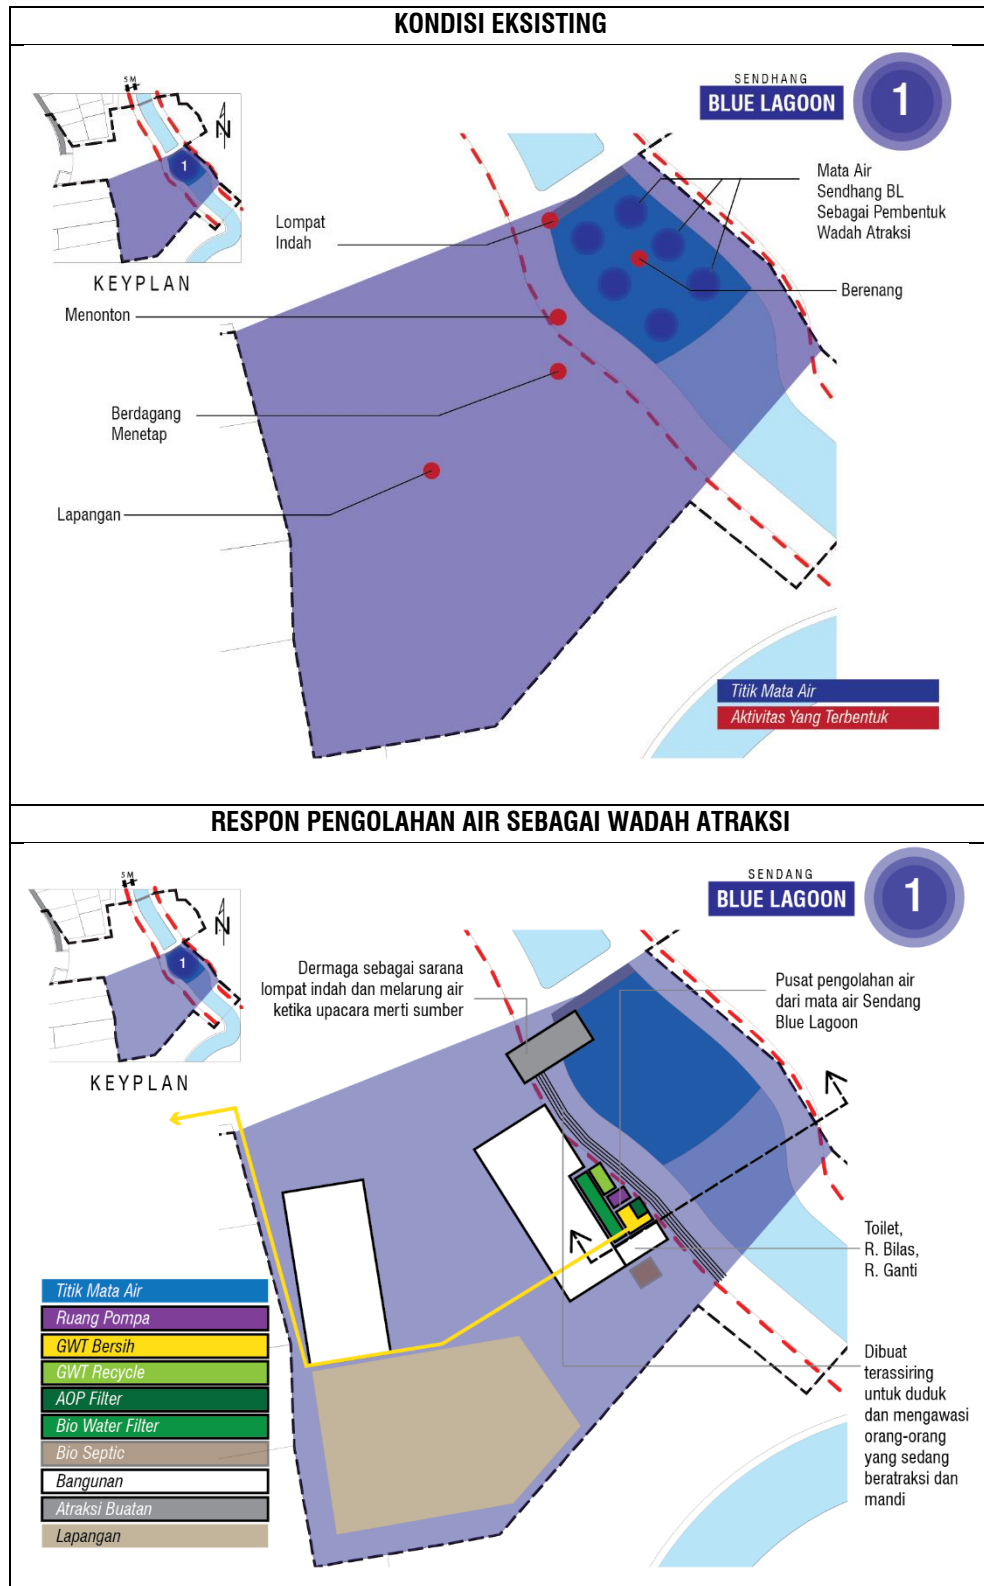 KONDISI EKSISTING
5 M
N
1
KEYPLAN
SENDHANG
BLUE LAGOON
1
Mata Air
Sendhang BL
Sebagai Pembentuk
Wadah Atraksi
Lompat
Indah
Berenang
Menonton
Berdagang
Menetap
Lapangan
Titik Mata Air
Aktivitas Yang Terbentuk
RESPON PENGOLAHAN AIR SEBAGAI WADAH ATRAKSI
5 M
N
1
KEYPLAN
SENDANG
BLUE LAGOON
1
Dermaga sebagai sarana
lompat indah dan melarung air
ketika upacara merti sumber
Pusat pengolahan air
dari mata air Sendang
Blue Lagoon
Toilet,
R. Bilas,
R. Ganti
Dibuat
terassiring
untuk duduk
dan mengawasi
orang-orang
yang sedang
beratraksi dan
mandi
Titik Mata Air
Ruang Pompa
GWT Bersih
GWT Recycle
AOP Filter
Bio Water Filter
Bio Septic
Bangunan
Atraksi Buatan
Lapangan